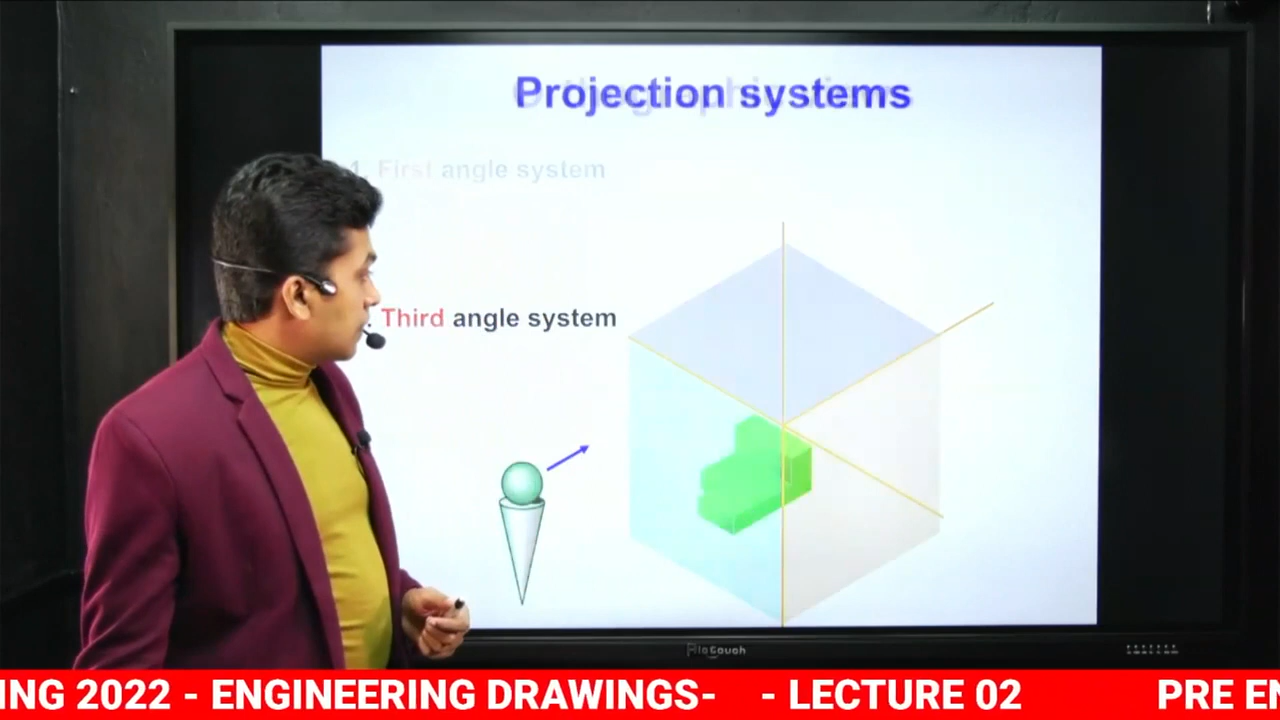 Projection systems
1. First angle system
. Third angle system
ING 2022 - ENGINEERING DRAWINGS- - LECTURE 02 PRE EN